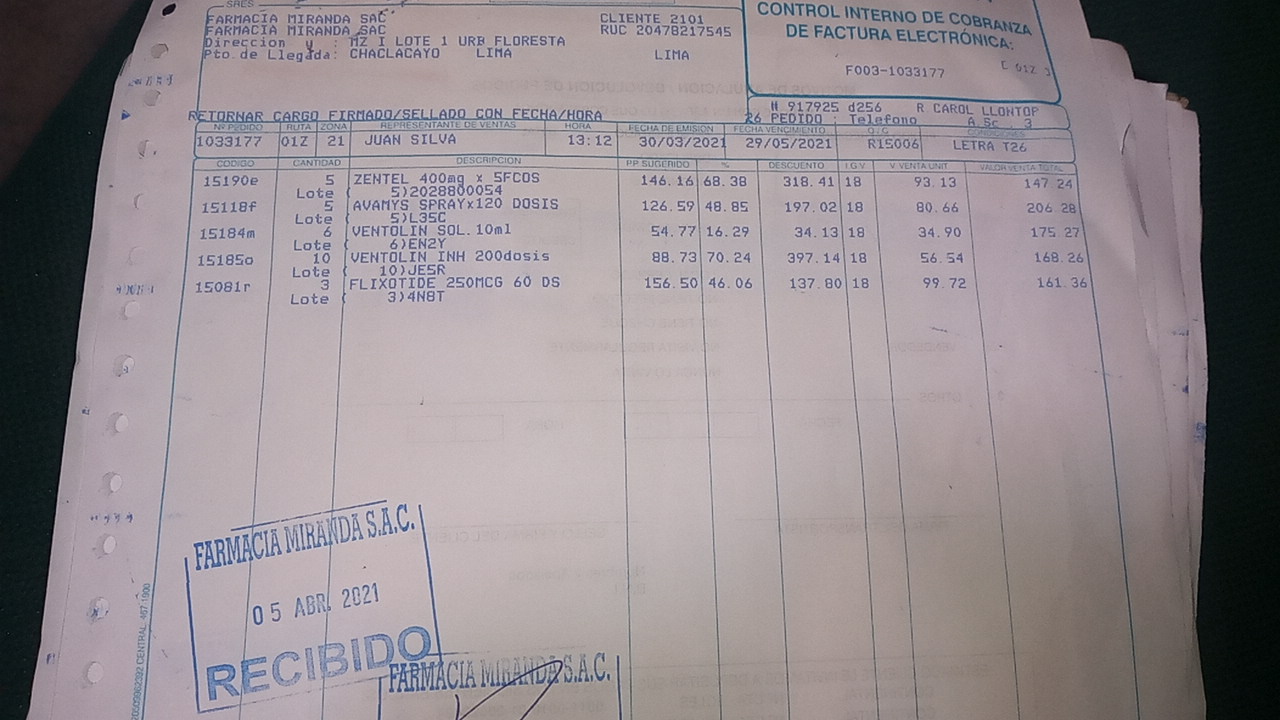 SRES
FARMACIA MIRANDA SAC CLIENTE 2101
FARMACIA MIRANDA SAC RUC 20478217545
Direccion y : MZ I LOTE 1 URB FLORESTA
Pto.de Llegada: CHACLACAYO LIMA LIMA
CONTROL INTERNO DE COBRANZA
DE FACTURA ELECTRÓNICA:
F003-1033177 C 01Z
# 917925 d256 R CAROL LLONTOP
RETORNAR CARGO FIRMADO/SELLADO CON FECHA/HORA 26 PEDIDO : Telefono A.Sc 3
Nº PEDIDO RUTA ZONA REPRESENTANTE DE VENTAS HORA FECHA DE EMISIÓN FECHA VENCIMIENTO O / C CONDICIONES
1033177 01Z 21 JUAN SILVA 13:12 30/03/2021 29/05/2021 R15006 LETRA T26
CODIGO CANTIDAD DESCRIPCION PP SUGERIDO % DESCUENTO I.G.V V.VENTA UNIT VALOR VENTA TOTAL
15190e 5 ZENTEL 400mg x 5FCOS 146.16 68.38 318.41 18 93.13 147.24
Lote ( 5)2028800054
15118f 5 AVAMYS SPRAYx120 DOSIS 126.59 48.85 197.02 18 80.66 206.28
Lote ( 5)L35C
15184m 6 VENTOLIN SOL.10ml 54.77 16.29 34.13 18 34.90 175.27
Lote ( 6)EN2Y
15185o 10 VENTOLIN INH 200dosis 88.73 70.24 397.14 18 56.54 168.26
Lote ( 10)JE5R
15081r 3 FLIXOTIDE 250MCG 60 DS 156.50 46.06 137.80 18 99.72 161.36
Lote ( 3)4N8T
FARMACIA MIRANDA S.A.C.
05 ABR. 2021
RECIBIDO
FARMACIA MIRANDA S.A.C.